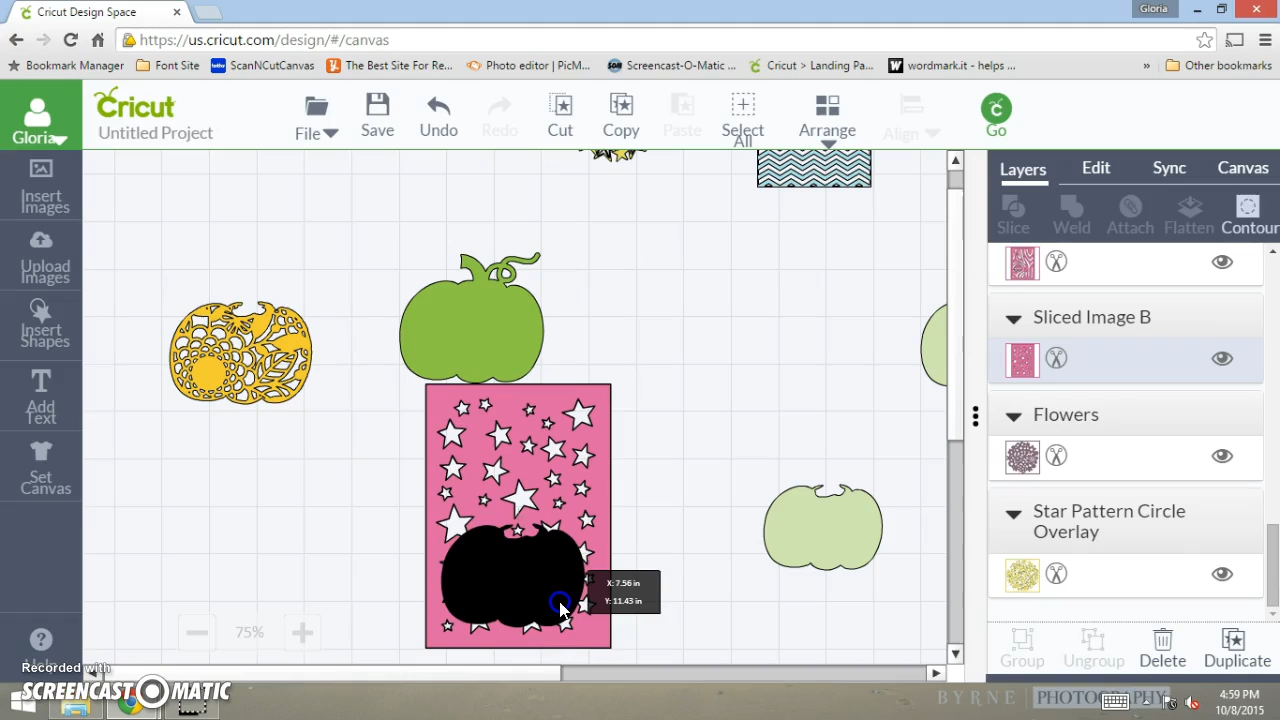 Cricut Design Space
Gloria
https://us.cricut.com/design/#/canvas
Bookmark Manager
Font Site
ScanNCutCanvas
The Best Site For Re...
Photo editor | PicM...
Screencast-O-Matic ...
Cricut > Landing Pa...
wordmark.it - helps ...
»
Other bookmarks
Gloria
Cricut
Untitled Project
File
Save
Undo
Redo
Cut
Copy
Paste
Select All
Arrange
Align
Go
Insert Images
Upload Images
Insert Shapes
Add Text
Set Canvas
Help
Layers
Edit
Sync
Canvas
Slice
Weld
Attach
Flatten
Contour
Sliced Image B
Flowers
Star Pattern Circle
Overlay
X: 7.56 in
Y: 11.43 in
75%
Group
Ungroup
Delete
Duplicate
Recorded with
SCREENCAST-O-MATIC
BYRNE PHOTOGRAPHY
4:59 PM
10/8/2015